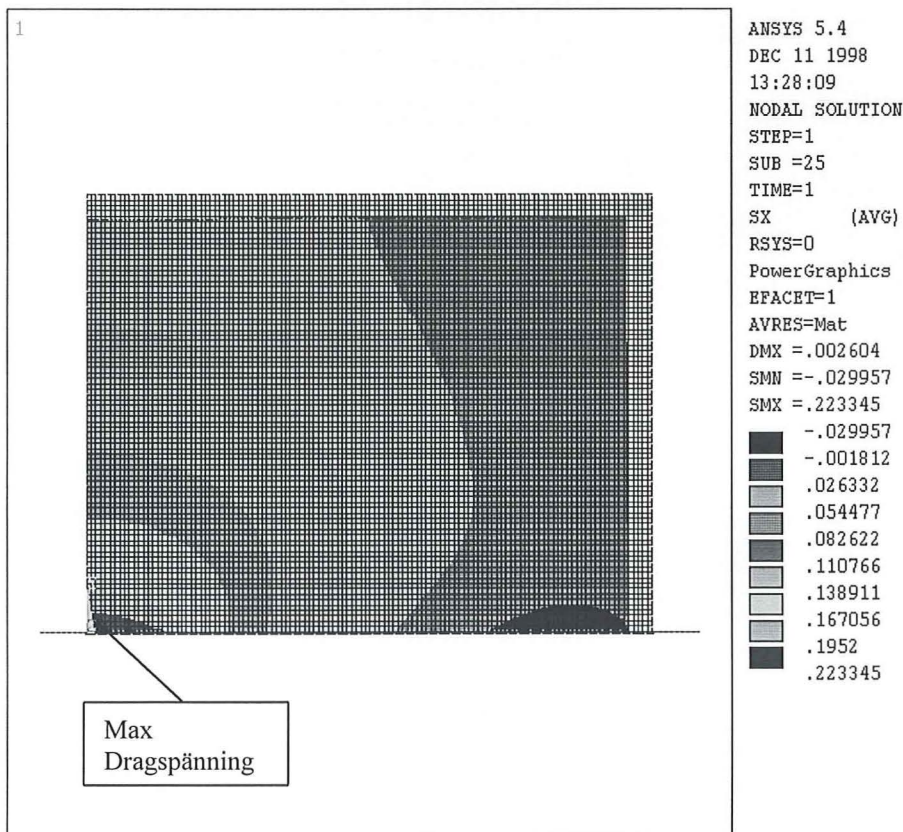 1
ANSYS 5.4
DEC 11 1998
13:28:09
NODAL SOLUTION
STEP=1
SUB =25
TIME=1
SX (AVG)
RSYS=0
PowerGraphics
EFACET=1
AVRES=Mat
DMX =.002604
SMN =-.029957
SMX =.223345
-.029957
-.001812
.026332
.054477
.082622
.110766
.138911
.167056
.1952
.223345
Max
Dragspänning